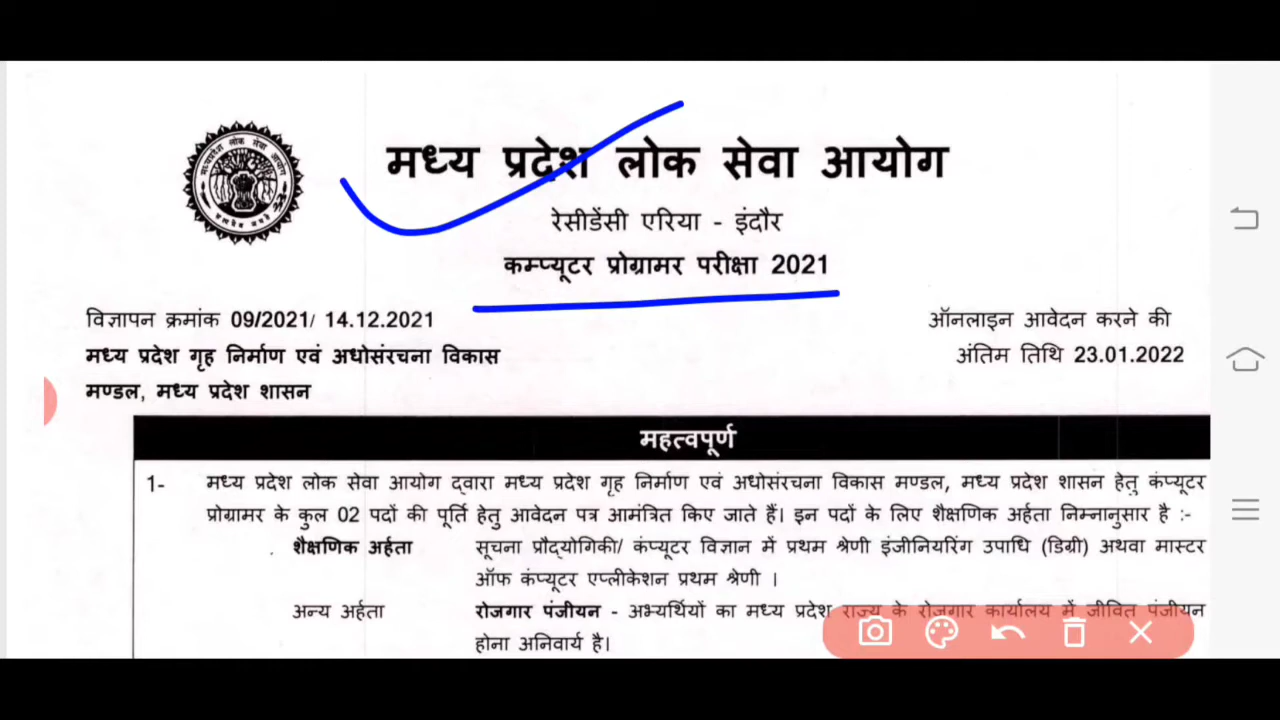 मध्य प्रदेश लोक सेवा आयोग
रेसीडेंसी एरिया - इंदौर
कम्प्यूटर प्रोग्रामर परीक्षा 2021
विज्ञापन क्रमांक 09/2021/ 14.12.2021
ऑनलाइन आवेदन करने की
मध्य प्रदेश गृह निर्माण एवं अधोसंरचना विकास
अंतिम तिथि 23.01.2022
मण्डल, मध्य प्रदेश शासन
महत्वपूर्ण
1- मध्य प्रदेश लोक सेवा आयोग द्वारा मध्य प्रदेश गृह निर्माण एवं अधोसंरचना विकास मण्डल, मध्य प्रदेश शासन हेतु कंप्यूटर
प्रोग्रामर के कुल 02 पदों की पूर्ति हेतु आवेदन पत्र आमंत्रित किए जाते हैं। इन पदों के लिए शैक्षणिक अर्हता निम्नानुसार है :-
शैक्षणिक अर्हता सूचना प्रौद्योगिकी/ कंप्यूटर विज्ञान में प्रथम श्रेणी इंजीनियरिंग उपाधि (डिग्री) अथवा मास्टर
ऑफ कंप्यूटर एप्लीकेशन प्रथम श्रेणी ।
अन्य अर्हता रोजगार पंजीयन - अभ्यर्थियों का मध्य प्रदेश राज्य के रोजगार कार्यालय में जीवित पंजीयन
होना अनिवार्य है।